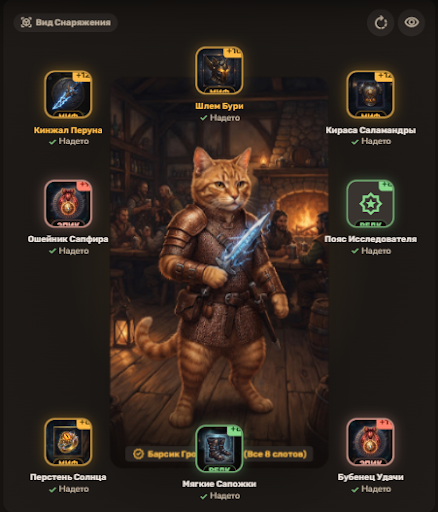 Вид Снаряжения
Шлем Бури
Надето
Кинжал Перуна
Надето
Кираса Саламандры
Надето
Ошейник Сапфира
Надето
Пояс Исследователя
Надето
Барсик (Все 8 слотов)
Перстень Солнца
Надето
Мягкие Сапожки
Надето
Бубенец Удачи
Надето